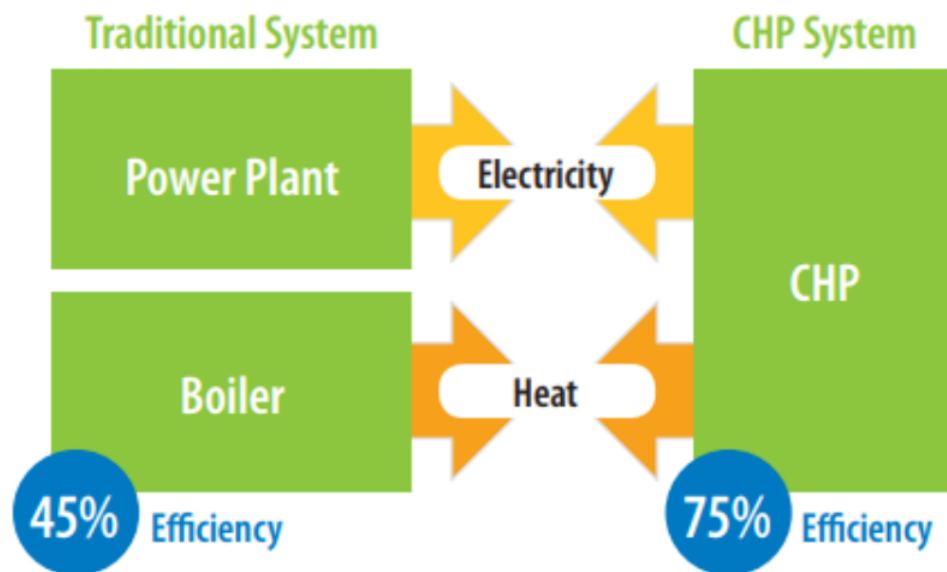 Traditional System
CHP System
Power Plant
Electricity
CHP
Boiler
Heat
45% Efficiency
75% Efficiency